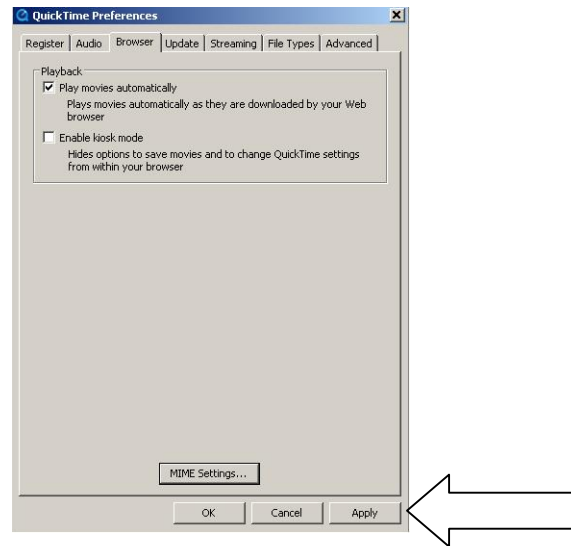 QuickTime Preferences
Register Audio Browser Update Streaming File Types Advanced
Playback
Play movies automatically
Plays movies automatically as they are downloaded by your Web
browser
Enable kiosk mode
Hides options to save movies and to change QuickTime settings
from within your browser
MIME Settings...
OK Cancel Apply